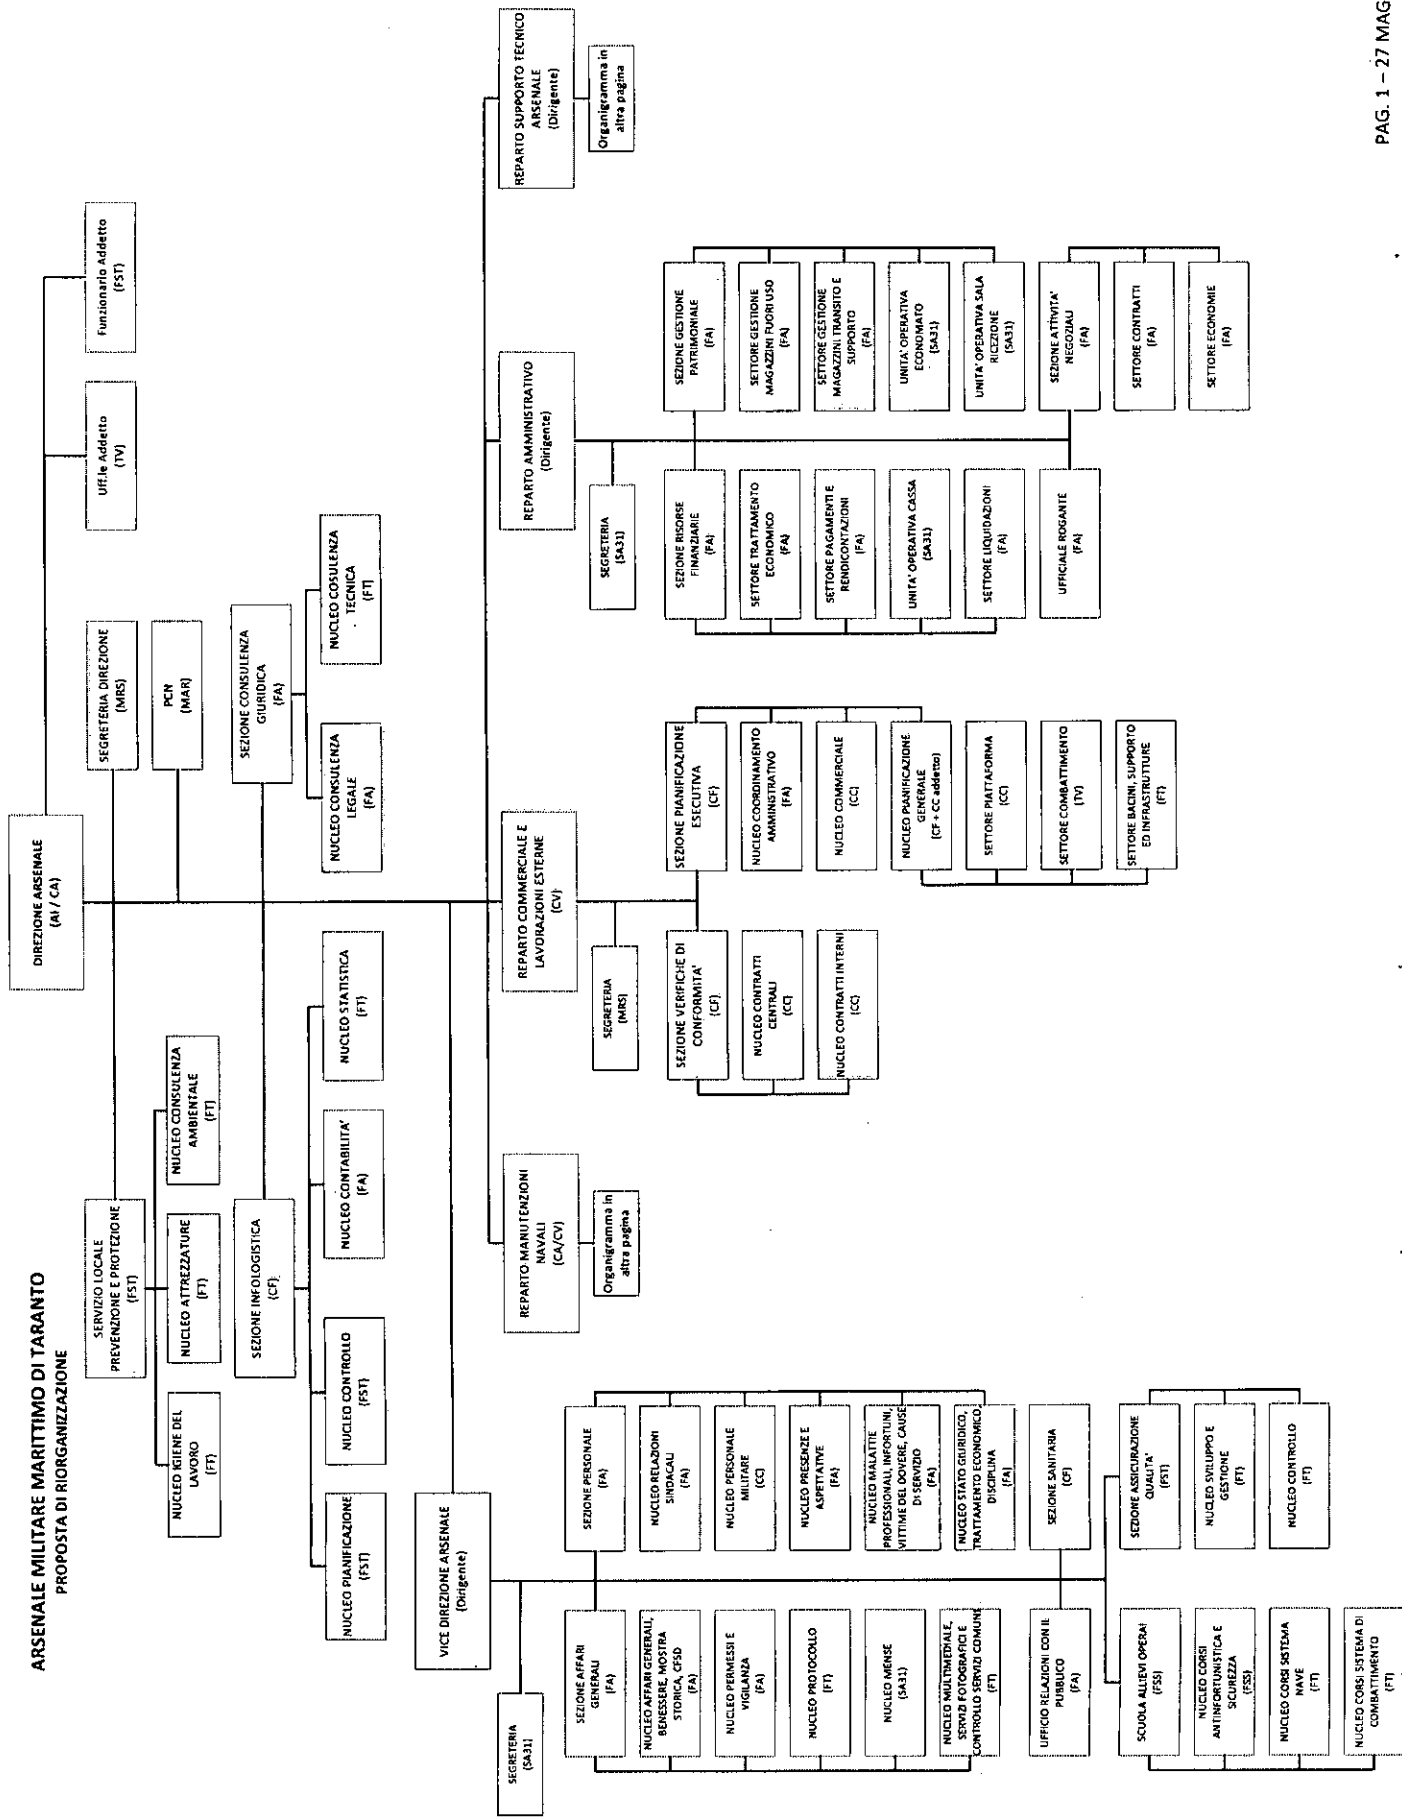 ARSENALE MILITARE MARITTIMO DI TARANTO
PROPOSTA DI RIORGANIZZAZIONE
DIREZIONE ARSENALE
(AI / CA)
Uff.le Addetto
(TV)
Funzionario Addetto
(FST)
SERVIZIO LOCALE
PREVENZIONE E PROTEZIONE
(FST)
SEGRETERIA DIREZIONE
(MRS)
NUCLEO IGIENE DEL
LAVORO
(FT)
NUCLEO ATTREZZATURE
(FT)
NUCLEO CONSULENZA
AMBIENTALE
(FT)
PCN
(MAR)
SEZIONE INFOLOGISTICA
(CF)
SEZIONE CONSULENZA
GIURIDICA
(FA)
NUCLEO PIANIFICAZIONE
(FST)
NUCLEO CONTROLLO
(FST)
NUCLEO CONTABILITA'
(FA)
NUCLEO STATISTICA
(FT)
NUCLEO CONSULENZA
LEGALE
(FA)
NUCLEO COSULENZA
TECNICA
(FT)
VICE DIREZIONE ARSENALE
(Dirigente)
SEGRETERIA
(SA31)
SEZIONE AFFARI
GENERALI
(FA)
NUCLEO AFFARI GENERALI,
BENESSERE, MOSTRA
STORICA, CFSD
(FA)
NUCLEO PERMESSI E
VIGILANZA
(FA)
NUCLEO PROTOCOLLO
(FT)
NUCLEO MENSE
(SA31)
NUCLEO MULTIMEDIALE,
SERVIZI FOTOGRAFICI E
CONTROLLO SERVIZI COMUNI
(FT)
UFFICIO RELAZIONI CON IL
PUBBLICO
(FA)
SCUOLA ALLIEVI OPERAI
(FSS)
NUCLEO CORSI
ANTINFORTUNISTICA E
SICUREZZA
(FSS)
NUCLEO CORSI SISTEMA
NAVE
(FT)
NUCLEO CORSI SISTEMA DI
COMBATTIMENTO
(FT)
SEZIONE PERSONALE
(FA)
NUCLEO RELAZIONI
SINDACALI
(FA)
NUCLEO PERSONALE
MILITARE
(CC)
NUCLEO PRESENZE E
ASPETTATIVE
(FA)
NUCLEO MALATTIE
PROFESSIONALI, INFORTUNI,
VITTIME DEL DOVERE, CAUSE
DI SERVIZIO
(FA)
NUCLEO STATO GIURIDICO,
TRATTAMENTO ECONOMICO,
DISCIPLINA
(FA)
SEZIONE SANITARIA
(CF)
SEZIONE ASSICURAZIONE
QUALITA'
(FST)
NUCLEO SVILUPPO E
GESTIONE
(FT)
NUCLEO CONTROLLO
(FT)
REPARTO MANUTENZIONI
NAVALI
(CA/CV)
Organigramma in
altra pagina
REPARTO COMMERCIALE E
LAVORAZIONI ESTERNE
(CV)
SEGRETERIA
(MRS)
SEZIONE VERIFICHE DI
CONFORMITA'
(CF)
NUCLEO CONTRATTI
CENTRALI
(CC)
NUCLEO CONTRATTI INTERNI
(CC)
SEZIONE PIANIFICAZIONE
ESECUTIVA
(CF)
NUCLEO COORDINAMENTO
AMMINISTRATIVO
(FA)
NUCLEO COMMERCIALE
(CC)
NUCLEO PIANIFICAZIONE
GENERALE
(CF + CC addetto)
SETTORE PIATTAFORMA
(CC)
SETTORE COMBATTIMENTO
(TV)
SETTORE BACINI, SUPPORTO
ED INFRASTRUTTURE
(FT)
REPARTO AMMINISTRATIVO
(Dirigente)
SEGRETERIA
(SA31)
SEZIONE RISORSE
FINANZIARIE
(FA)
SETTORE TRATTAMENTO
ECONOMICO
(FA)
SETTORE PAGAMENTI E
RENDICONTAZIONI
(FA)
UNITA' OPERATIVA CASSA
(SA31)
SETTORE LIQUIDAZIONI
(FA)
UFFICIALE ROGANTE
(FA)
SEZIONE GESTIONE
PATRIMONIALE
(FA)
SETTORE GESTIONE
MAGAZZINI FUORI USO
(FA)
SETTORE GESTIONE
MAGAZZINI TRANSITO E
SUPPORTO
(FA)
UNITA' OPERATIVA
ECONOMATO
(SA31)
UNITA' OPERATIVA SALA
RICEZIONE
(SA31)
SEZIONE ATTIVITA'
NEGOZIALI
(FA)
SETTORE CONTRATTI
(FA)
SETTORE ECONOMIE
(FA)
REPARTO SUPPORTO TECNICO
ARSENALE
(Dirigente)
Organigramma in
altra pagina
PAG. 1 – 27 MAG